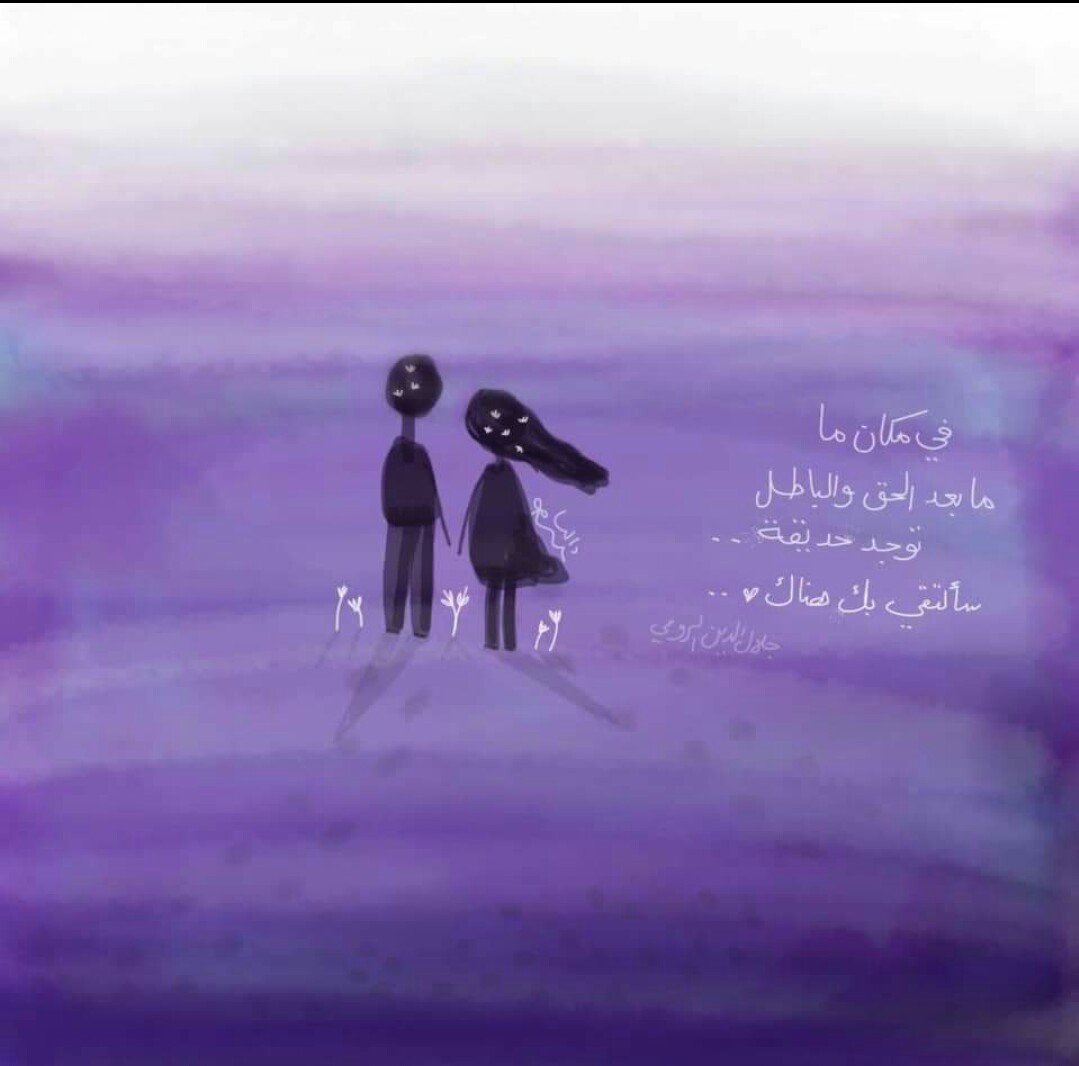 في مكان ما
ما بعد الحق والباطل
توجد حديقة ..
سألتقي بك هناك ♥ ..
جلال الدين الرومي